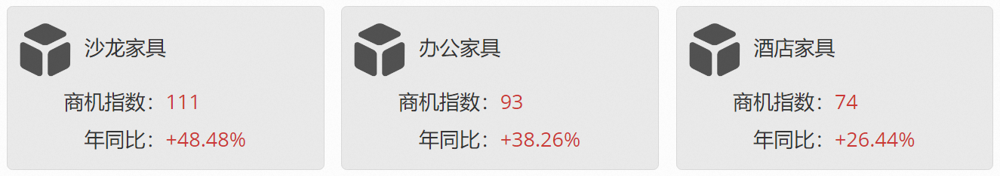 沙龙家具
商机指数：111
年同比：+48.48%
办公家具
商机指数：93
年同比：+38.26%
酒店家具
商机指数：74
年同比：+26.44%